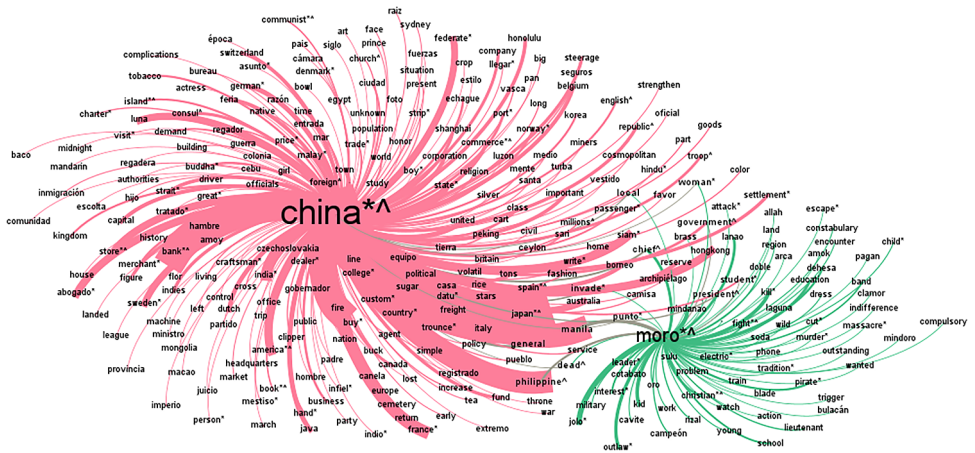 raiz
communist*^
art
face
sydney
época
país
siglo
prince
federate*
honolulu
switzerland
cámara
church*
fuerzas
company
complications
asunto*^
denmark*
crop
llegar*
big
steerage
bureau
situation
tobacco
german*
bowl
ciudad
present
estilo
pan
seguros
actress
razón
egypt
foto
vasca
belgium
strengthen
island*^
feria
time
echague
long
charter*
consul^
native
unknown
strip*
port*
english^
luna
entrada
korea
oficial
visit*
demand
regador
population
honor
shanghai
norway*
republic^
goods
midnight
guerra
price*
mar
trade*
commerce*^
miners
part
baco
building
colonia
malay*
world
corporation
luzon
medio
cosmopolitan
troop^
mandarin
regadera
buddha*
cebu
girl
town
boy*
religion
mente
turba
hindu*
color
authorities
driver
foreign^
study
state*
santa
vestido
woman*
inmigración
strait*
officials
silver
important
local
favor
settlement*
hijo
great*
class
passenger*
escolta
china*^
attack*
comunidad
tratado*
united
cart
millions^
government^
allah
escape*
capital
hambre
peking
civil
sari
siam*
brass
land
constabulary
kingdom
history
amoy
tierra
ceylon
home
chief^
lanao
region
encounter
child*
store*^
bank*^
czechoslovakia
equipo
britain
write*
hongkong
amok
merchant*
craftsman*
dealer*
line
volatil
tons
fashion
borneo
reserve
arca
pagan
house
figure
flor
living
india*
college*
political
student^
doble
dehesa
abogado*
indies
cross
gobernador
sugar
casa
rice
spain*^
invade*
archipiélago
education
band
sweden*
control
office
custom*
datu*
stars
camisa
president^
kill*
dress
clamor
landed
left
dutch
trip
fire
country*
freight
japan*^
australia
mindanao
laguna
indifference
league
machine
partido
public
buy*
punto^
fight*^
wild
cut*
compulsory
ministro
clipper
nation
agent
trounce*
italy
manila
moro*^
soda
murder*
massacre*
mindoro
mongolia
america*^
policy
general
headquarters
padre
buck
simple
service
sulu
electric*
phone
outstanding
provincia
macao
market
hombre
canada
pueblo
dead^
leader*
problem
tradition*
wanted
juicio
book*^
canela
lost
registrado
cotabato
train
pirate*
imperio
mestizo*
infiel*
europe
increase
philippine^
interest*
oro
christian*^
blade
trigger
business
cemetery
fund
throne
military
kid
watch
bulacán
person*
hand*
return
tea
war
jolo*
work
action
march
party
early
cavite
rizal
lieutenant
java
indio*
france*
extremo
campeón
young
outlaw*
school